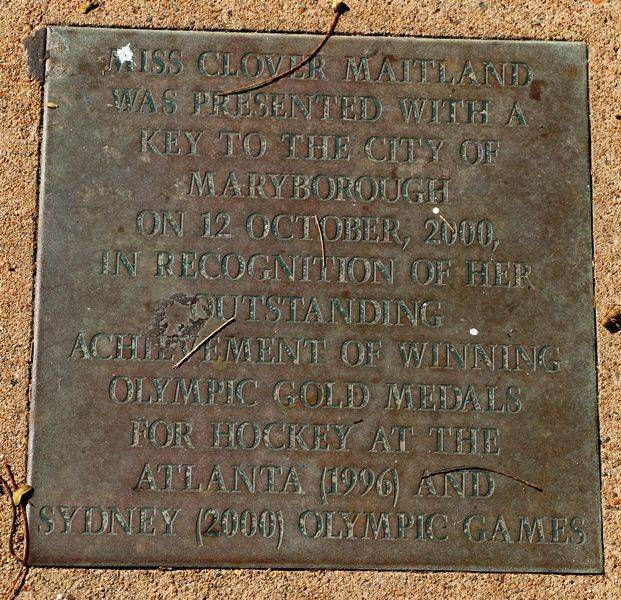 MISS CLOVER MAITLAND
WAS PRESENTED WITH A
KEY TO THE CITY OF
MARYBOROUGH
ON 12 OCTOBER, 2000,
IN RECOGNITION OF HER
OUTSTANDING
ACHIEVEMENT OF WINNING
OLYMPIC GOLD MEDALS
FOR HOCKEY AT THE
ATLANTA (1996) AND
SYDNEY (2000) OLYMPIC GAMES